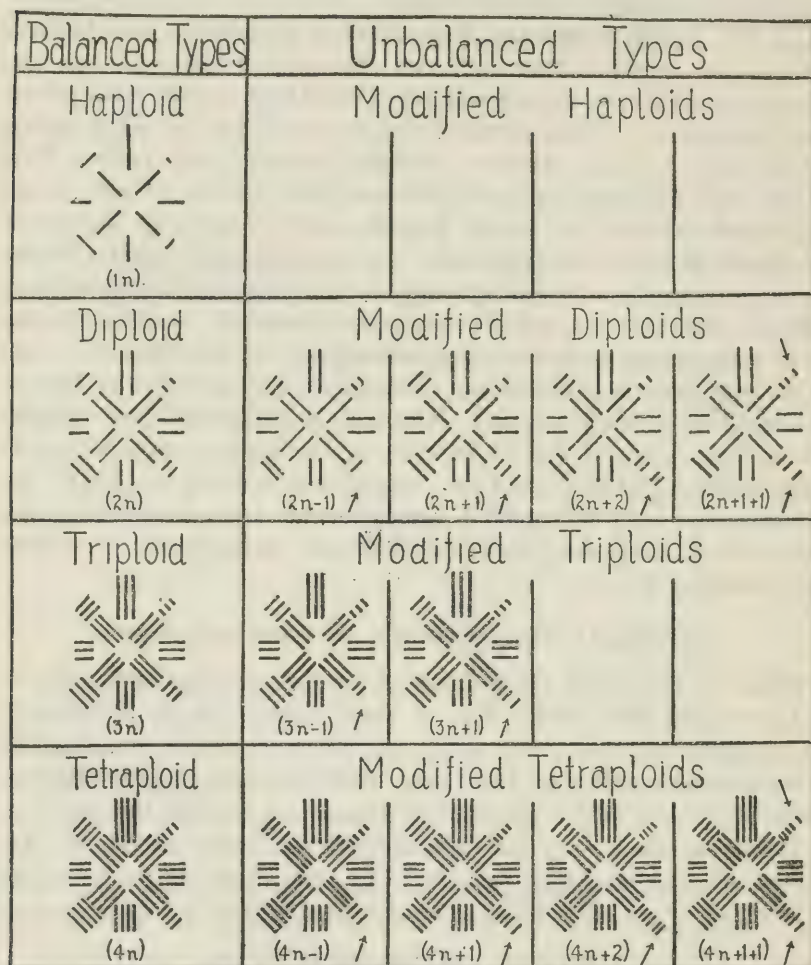 Balanced Types Unbalanced Types
Haploid Modified Haploids
(1n).
Diploid Modified Diploids
(2n) (2n-1) (2n+1) (2n+2) (2n+1+1)
Triploid Modified Triploids
(3n) (3n-1) (3n+1)
Tetraploid Modified Tetraploids
(4n) (4n-1) (4n+1) (4n+2) (4n+1+1)